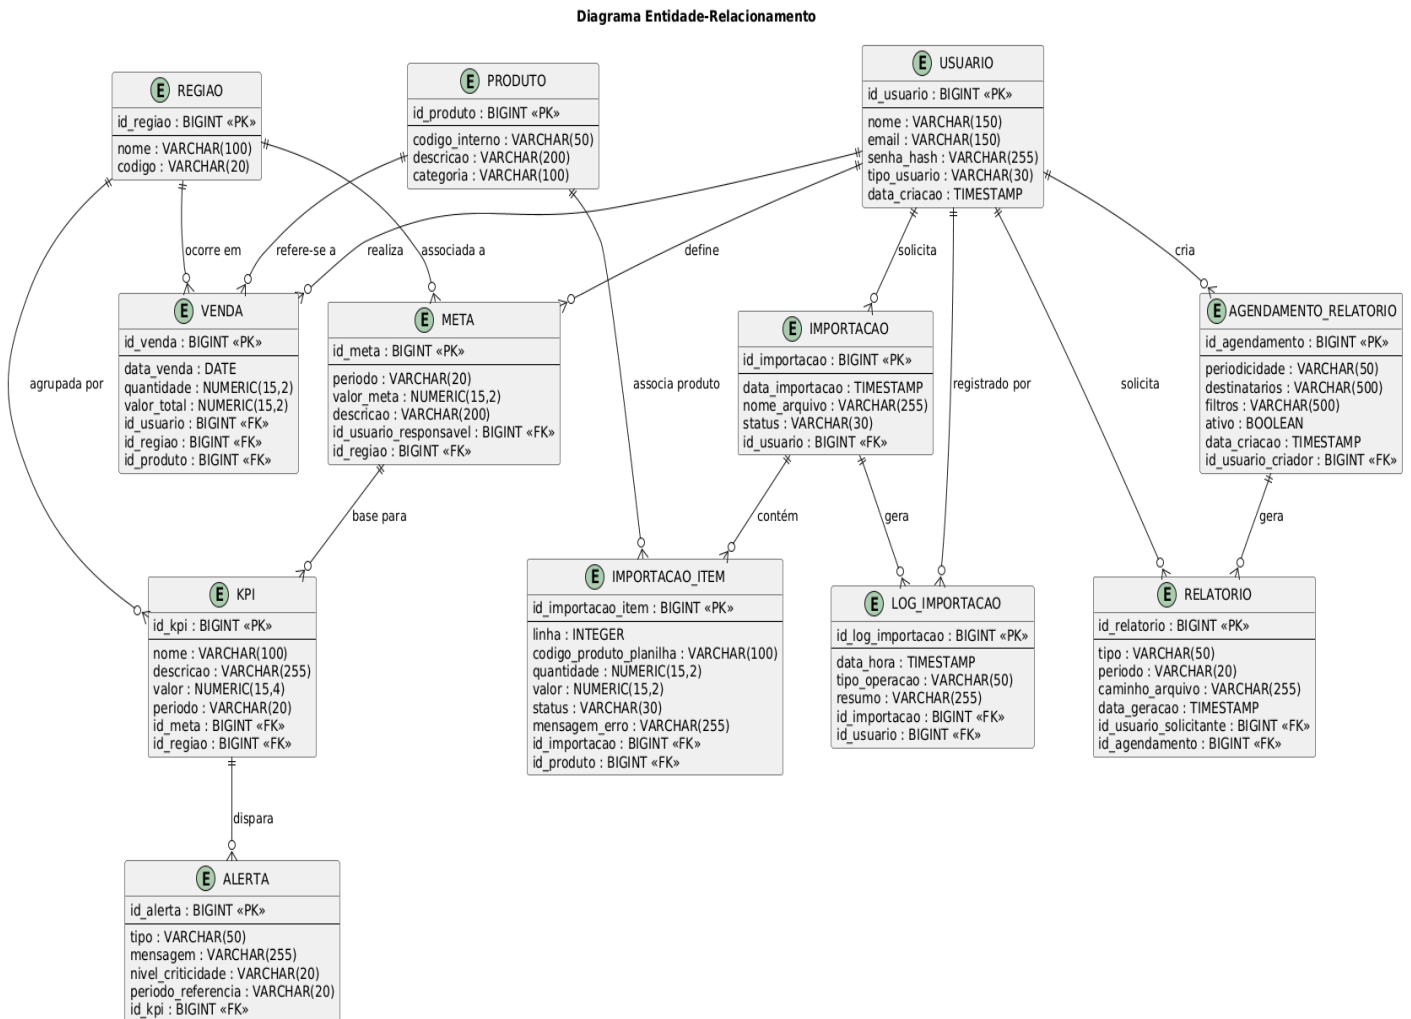 Diagrama Entidade-Relacionamento
E REGIAO
id_regiao : BIGINT «PK»
nome : VARCHAR(100)
codigo : VARCHAR(20)
E PRODUTO
id_produto : BIGINT «PK»
codigo_interno : VARCHAR(50)
descricao : VARCHAR(200)
categoria : VARCHAR(100)
E USUARIO
id_usuario : BIGINT «PK»
nome : VARCHAR(150)
email : VARCHAR(150)
senha_hash : VARCHAR(255)
tipo_usuario : VARCHAR(30)
data_criacao : TIMESTAMP
ocorre em
refere-se a
realiza
associada a
define
solicita
cria
E VENDA
id_venda : BIGINT «PK»
data_venda : DATE
quantidade : NUMERIC(15,2)
valor_total : NUMERIC(15,2)
id_usuario : BIGINT «FK»
id_regiao : BIGINT «FK»
id_produto : BIGINT «FK»
E META
id_meta : BIGINT «PK»
periodo : VARCHAR(20)
valor_meta : NUMERIC(15,2)
descricao : VARCHAR(200)
id_usuario_responsavel : BIGINT «FK»
id_regiao : BIGINT «FK»
E IMPORTACAO
id_importacao : BIGINT «PK»
data_importacao : TIMESTAMP
nome_arquivo : VARCHAR(255)
status : VARCHAR(30)
id_usuario : BIGINT «FK»
E AGENDAMENTO_RELATORIO
id_agendamento : BIGINT «PK»
periodicidade : VARCHAR(50)
destinatarios : VARCHAR(500)
filtros : VARCHAR(500)
ativo : BOOLEAN
data_criacao : TIMESTAMP
id_usuario_criador : BIGINT «FK»
agrupada por
associa produto
registrado por
solicita
base para
contém
gera
gera
E KPI
id_kpi : BIGINT «PK»
nome : VARCHAR(100)
descricao : VARCHAR(255)
valor : NUMERIC(15,4)
periodo : VARCHAR(20)
id_meta : BIGINT «FK»
id_regiao : BIGINT «FK»
E IMPORTACAO_ITEM
id_importacao_item : BIGINT «PK»
linha : INTEGER
codigo_produto_planilha : VARCHAR(100)
quantidade : NUMERIC(15,2)
valor : NUMERIC(15,2)
status : VARCHAR(30)
mensagem_erro : VARCHAR(255)
id_importacao : BIGINT «FK»
id_produto : BIGINT «FK»
E LOG_IMPORTACAO
id_log_importacao : BIGINT «PK»
data_hora : TIMESTAMP
tipo_operacao : VARCHAR(50)
resumo : VARCHAR(255)
id_importacao : BIGINT «FK»
id_usuario : BIGINT «FK»
E RELATORIO
id_relatorio : BIGINT «PK»
tipo : VARCHAR(50)
periodo : VARCHAR(20)
caminho_arquivo : VARCHAR(255)
data_geracao : TIMESTAMP
id_usuario_solicitante : BIGINT «FK»
id_agendamento : BIGINT «FK»
dispara
E ALERTA
id_alerta : BIGINT «PK»
tipo : VARCHAR(50)
mensagem : VARCHAR(255)
nivel_criticidade : VARCHAR(20)
periodo_referencia : VARCHAR(20)
id_kpi : BIGINT «FK»